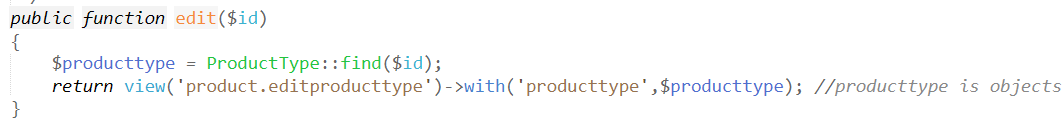 public function edit($id)
{
$producttype = ProductType::find($id);
return view('product.editproducttype')->with('producttype',$producttype); //producttype is objects
}